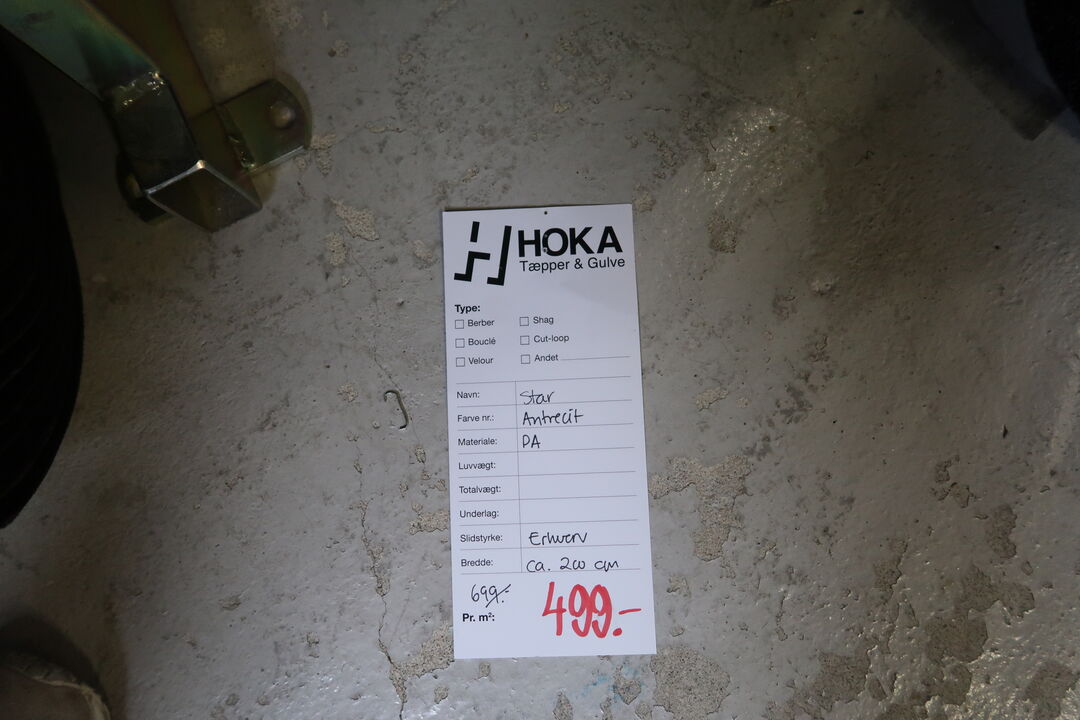 HOKA
Tæpper & Gulve
Type:
Berber
Shag
Bouclé
Cut-loop
Velour
Andet
Navn: Star
Farve nr.: Antrecit
Materiale: PA
Luvvægt:
Totalvægt:
Underlag:
Slidstyrke: Erhverv
Bredde: ca. 200 cm
699.-
Pr. m²: 499.-